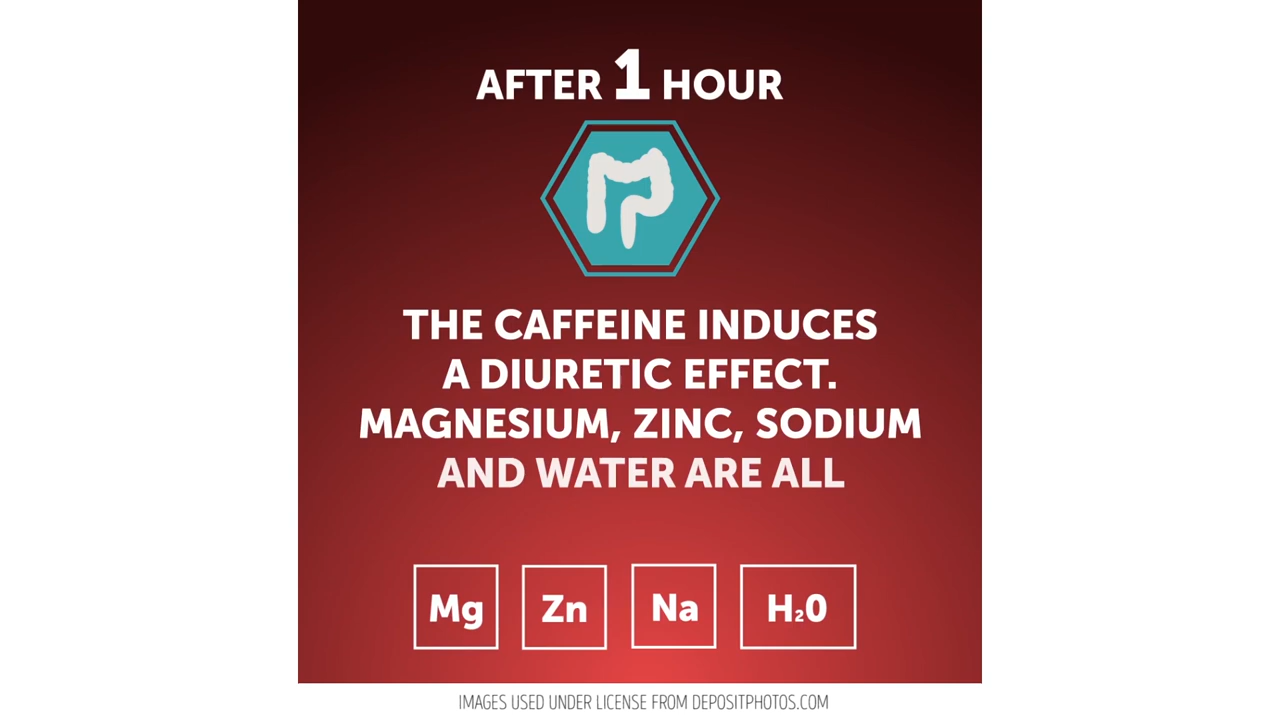 AFTER 1 HOUR
THE CAFFEINE INDUCES
A DIURETIC EFFECT.
MAGNESIUM, ZINC, SODIUM
AND WATER ARE ALL
Mg Zn Na H₂0
IMAGES USED UNDER LICENSE FROM DEPOSITPHOTOS.COM